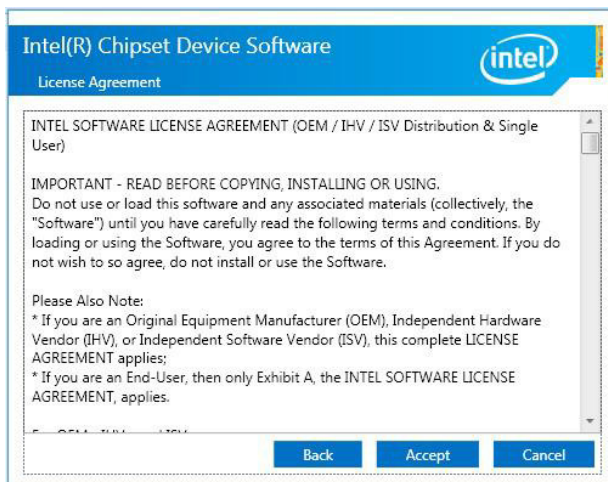 Intel(R) Chipset Device Software
intel
License Agreement
INTEL SOFTWARE LICENSE AGREEMENT (OEM / IHV / ISV Distribution & Single
User)
IMPORTANT - READ BEFORE COPYING, INSTALLING OR USING.
Do not use or load this software and any associated materials (collectively, the
"Software") until you have carefully read the following terms and conditions. By
loading or using the Software, you agree to the terms of this Agreement. If you do
not wish to so agree, do not install or use the Software.
Please Also Note:
* If you are an Original Equipment Manufacturer (OEM), Independent Hardware
Vendor (IHV), or Independent Software Vendor (ISV), this complete LICENSE
AGREEMENT applies;
* If you are an End-User, then only Exhibit A, the INTEL SOFTWARE LICENSE
AGREEMENT, applies.
Back Accept Cancel